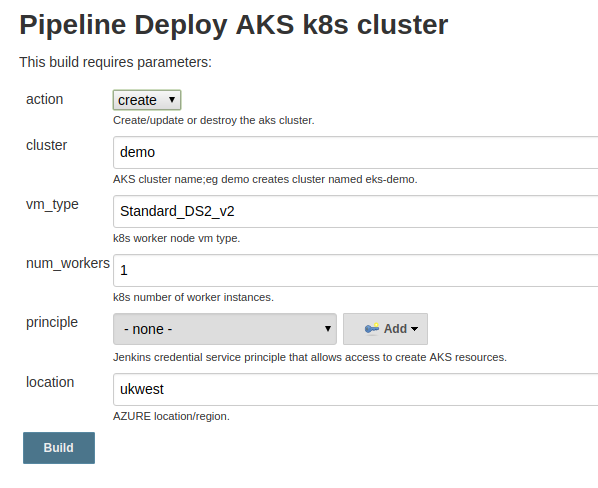 Pipeline Deploy AKS k8s cluster
This build requires parameters:
action
create
Create/update or destroy the aks cluster.
cluster
demo
AKS cluster name;eg demo creates cluster named eks-demo.
vm_type
Standard_DS2_v2
k8s worker node vm type.
num_workers
1
k8s number of worker instances.
principle
- none -
Add
Jenkins credential service principle that allows access to create AKS resources.
location
ukwest
AZURE location/region.
Build